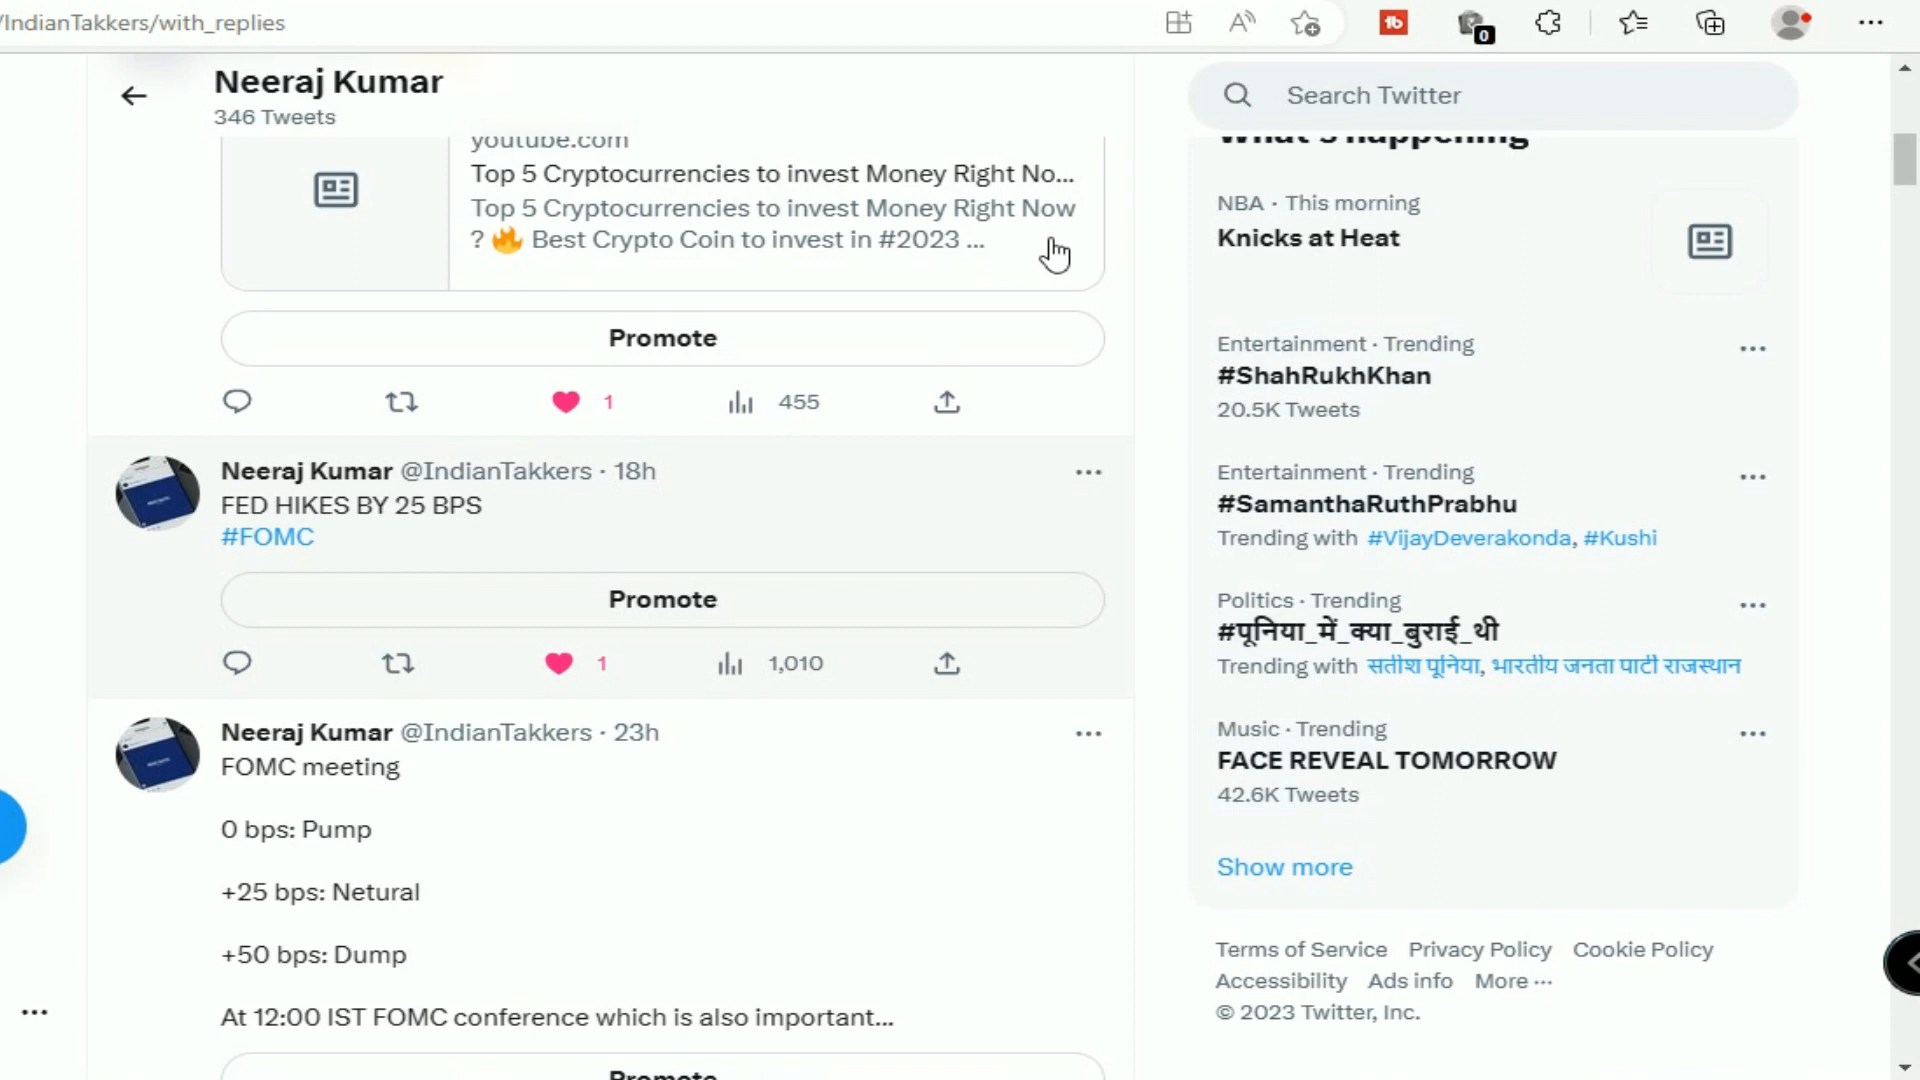 /IndianTakkers/with_replies
0
Neeraj Kumar
346 Tweets
Search Twitter
youtube.com
Top 5 Cryptocurrencies to invest Money Right No...
Top 5 Cryptocurrencies to invest Money Right Now
? 🔥 Best Crypto Coin to invest in #2023 ...
Promote
1
455
Neeraj Kumar @IndianTakkers · 18h
FED HIKES BY 25 BPS
#FOMC
Promote
1
1,010
Neeraj Kumar @IndianTakkers · 23h
FOMC meeting
0 bps: Pump
+25 bps: Netural
+50 bps: Dump
At 12:00 IST FOMC conference which is also important...
Promote
What's happening
NBA · This morning
Knicks at Heat
Entertainment · Trending
#ShahRukhKhan
20.5K Tweets
Entertainment · Trending
#SamanthaRuthPrabhu
Trending with #VijayDeverakonda, #Kushi
Politics · Trending
#पूनिया_में_क्या_बुराई_थी
Trending with सतीश पूनिया, भारतीय जनता पार्टी राजस्थान
Music · Trending
FACE REVEAL TOMORROW
42.6K Tweets
Show more
Terms of Service Privacy Policy Cookie Policy
Accessibility Ads info More ···
© 2023 Twitter, Inc.